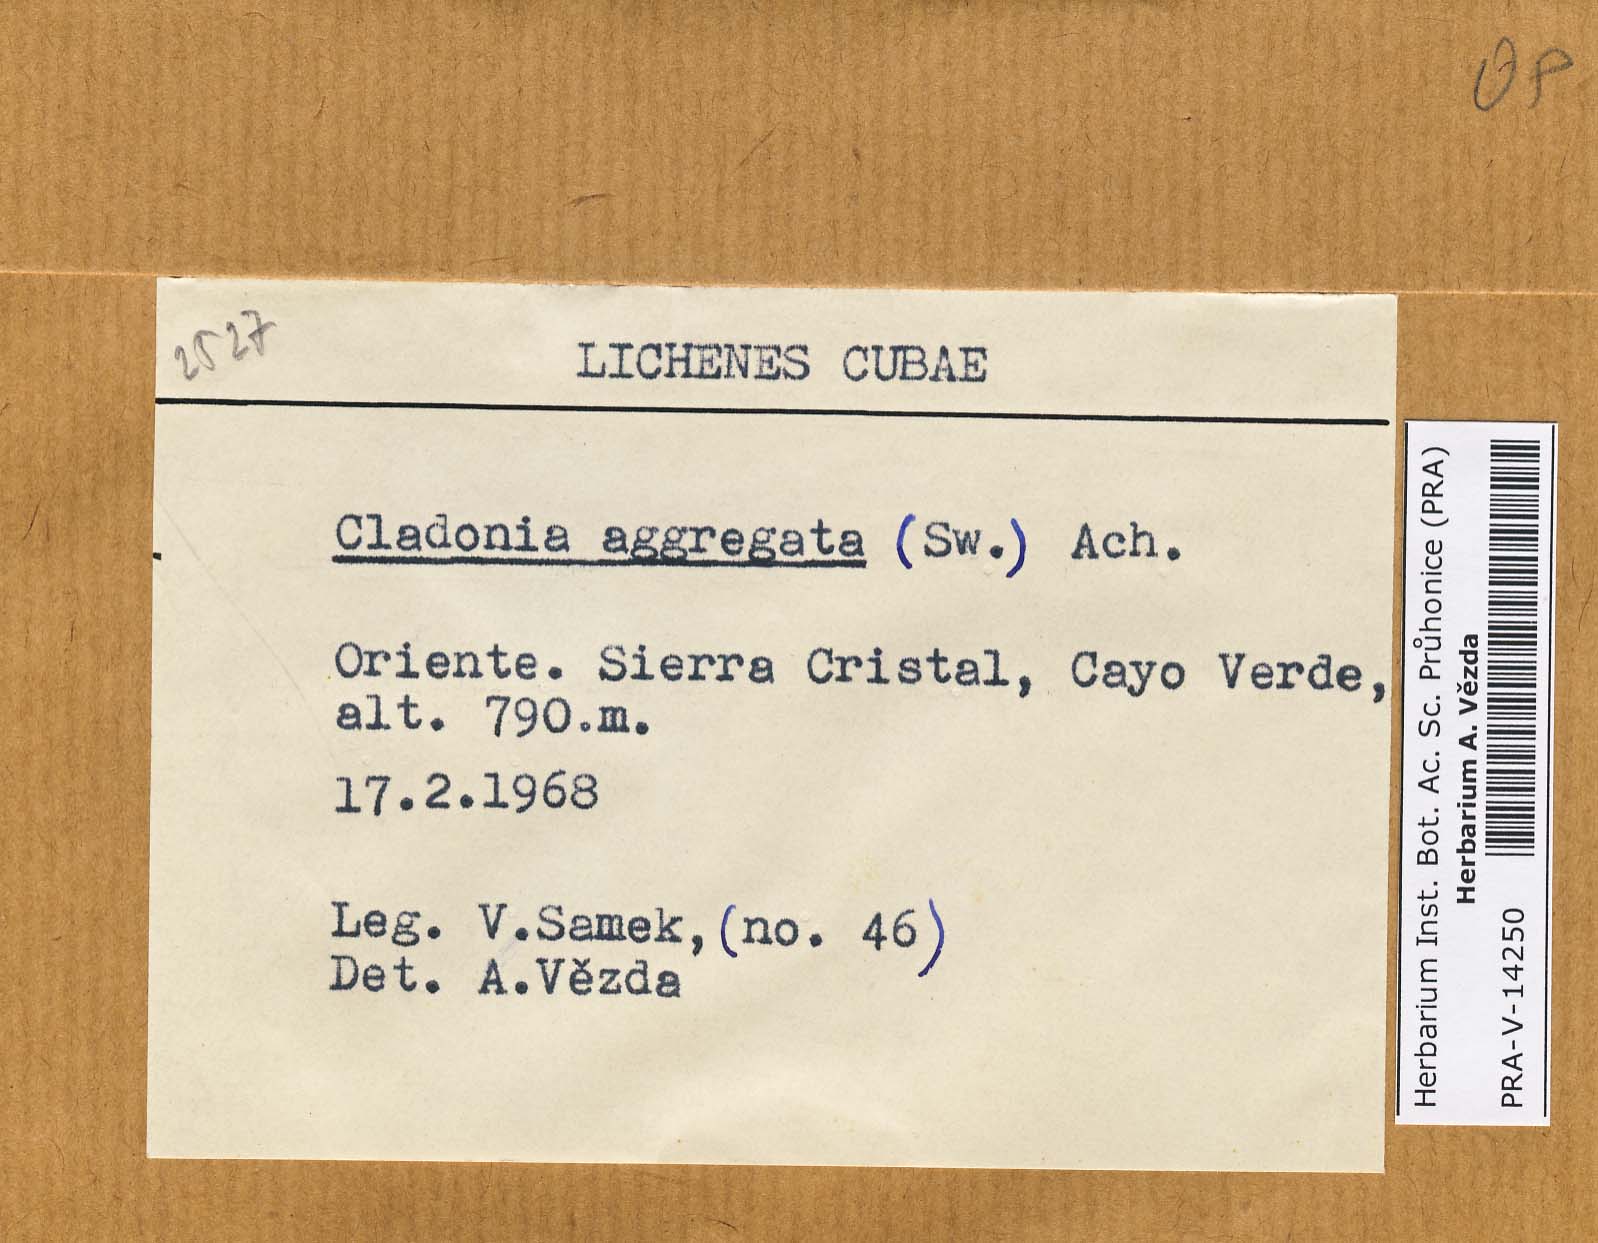 OP
2527
LICHENES CUBAE
Cladonia aggregata (Sw.) Ach.
Oriente. Sierra Cristal, Cayo Verde,
alt. 790.m.
17.2.1968
Leg. V.Samek, (no. 46)
Det. A.Vězda
Herbarium Inst. Bot. Ac. Sc. Průhonice (PRA)
Herbarium A. Vězda
PRA-V-14250